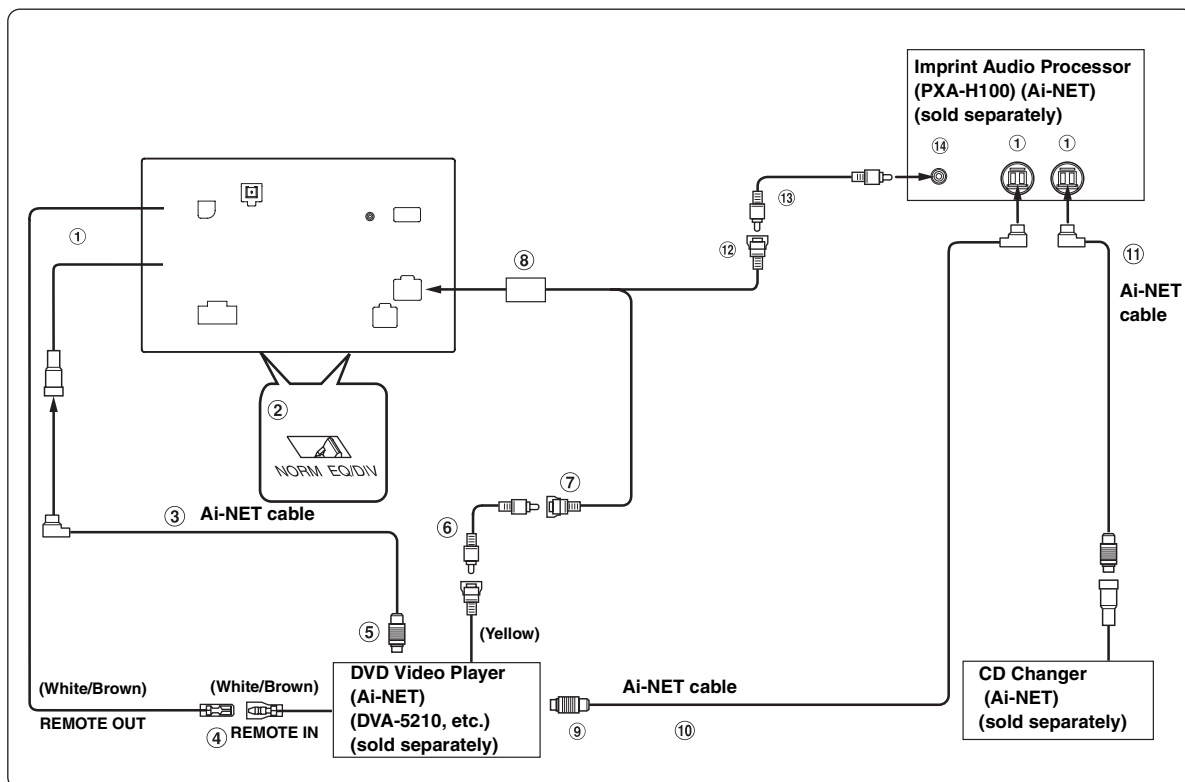 Imprint Audio Processor
(PXA-H100) (Ai-NET)
(sold separately)
⑭
①
①
⑬
⑫
⑧
①
⑪
Ai-NET
cable
②
NORM EQ/DIV
③
Ai-NET cable
⑦
⑥
⑤
(Yellow)
(White/Brown)
REMOTE OUT
④
(White/Brown)
REMOTE IN
DVD Video Player
(Ai-NET)
(DVA-5210, etc.)
(sold separately)
Ai-NET cable
⑨
⑩
CD Changer
(Ai-NET)
(sold separately)